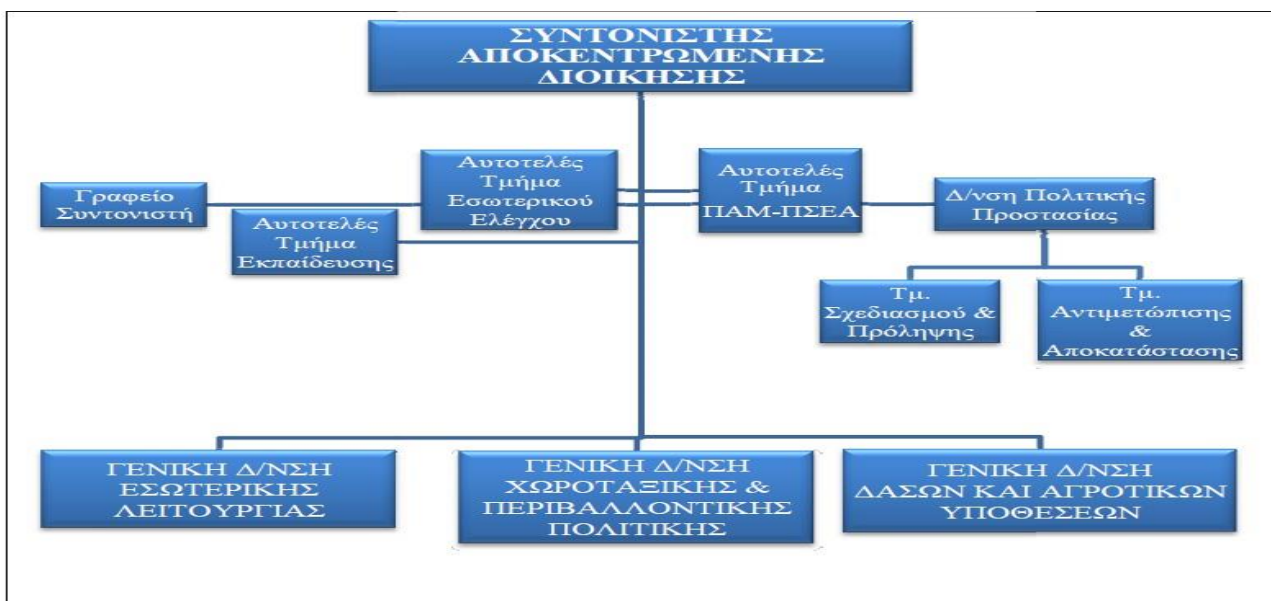 ΣΥΝΤΟΝΙΣΤΗΣ
ΑΠΟΚΕΝΤΡΩΜΕΝΗΣ
ΔΙΟΙΚΗΣΗΣ
Γραφείο
Συντονιστή
Αυτοτελές
Τμήμα
Εκπαίδευσης
Αυτοτελές
Τμήμα
Εσωτερικού
Ελέγχου
Αυτοτελές
Τμήμα
ΠΑΜ-ΠΣΕΑ
Δ/νση Πολιτικής
Προστασίας
Τμ.
Σχεδιασμού &
Πρόληψης
Τμ.
Αντιμετώπισης
&
Αποκατάστασης
ΓΕΝΙΚΗ Δ/ΝΣΗ
ΕΣΩΤΕΡΙΚΗΣ
ΛΕΙΤΟΥΡΓΙΑΣ
ΓΕΝΙΚΗ Δ/ΝΣΗ
ΧΩΡΟΤΑΞΙΚΗΣ &
ΠΕΡΙΒΑΛΛΟΝΤΙΚΗΣ
ΠΟΛΙΤΙΚΗΣ
ΓΕΝΙΚΗ Δ/ΝΣΗ
ΔΑΣΩΝ ΚΑΙ ΑΓΡΟΤΙΚΩΝ
ΥΠΟΘΕΣΕΩΝ